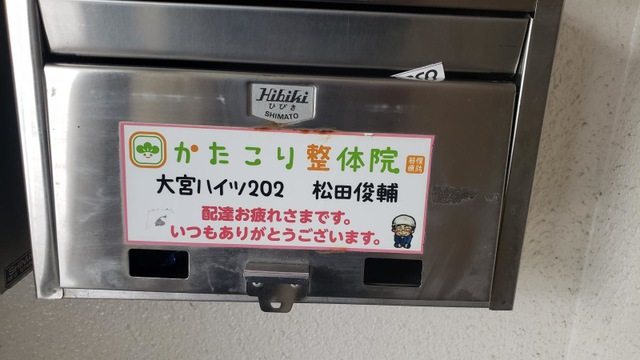 Hibiki
ひびき
SHIMATO
かたこり整体院
大宮ハイツ202 松田俊輔
配達お疲れさまです。
いつもありがとうございます。